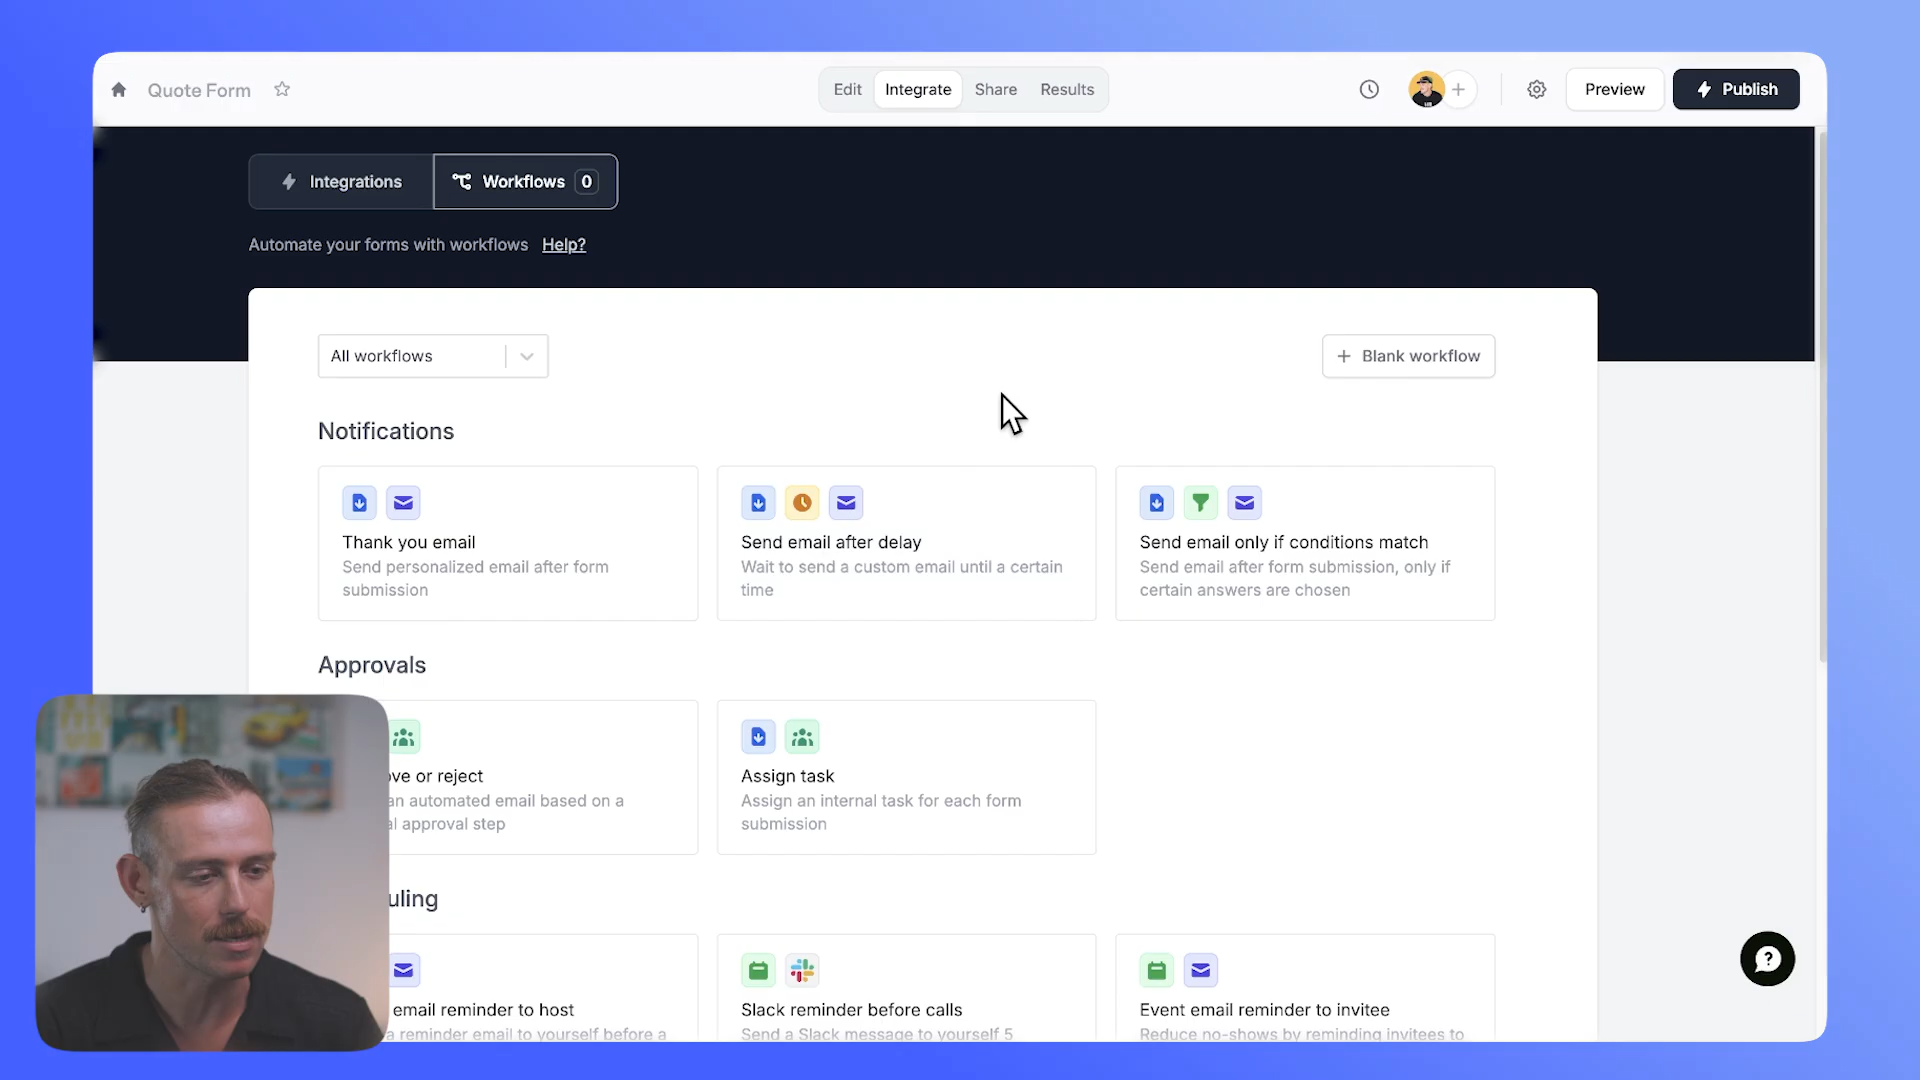 Quote Form
Edit
Integrate
Share
Results
Preview
Publish
Integrations
Workflows 0
Automate your forms with workflows Help?
All workflows
+ Blank workflow
Notifications
Thank you email
Send personalized email after form
submission
Send email after delay
Wait to send a custom email until a certain
time
Send email only if conditions match
Send email after form submission, only if
certain answers are chosen
Approvals
or reject
an automated email based on a
approval step
Assign task
Assign an internal task for each form
submission
email reminder to host
a reminder email to yourself before a
Slack reminder before calls
Send a Slack message to yourself 5
Event email reminder to invitee
Reduce no-shows by reminding invitees to